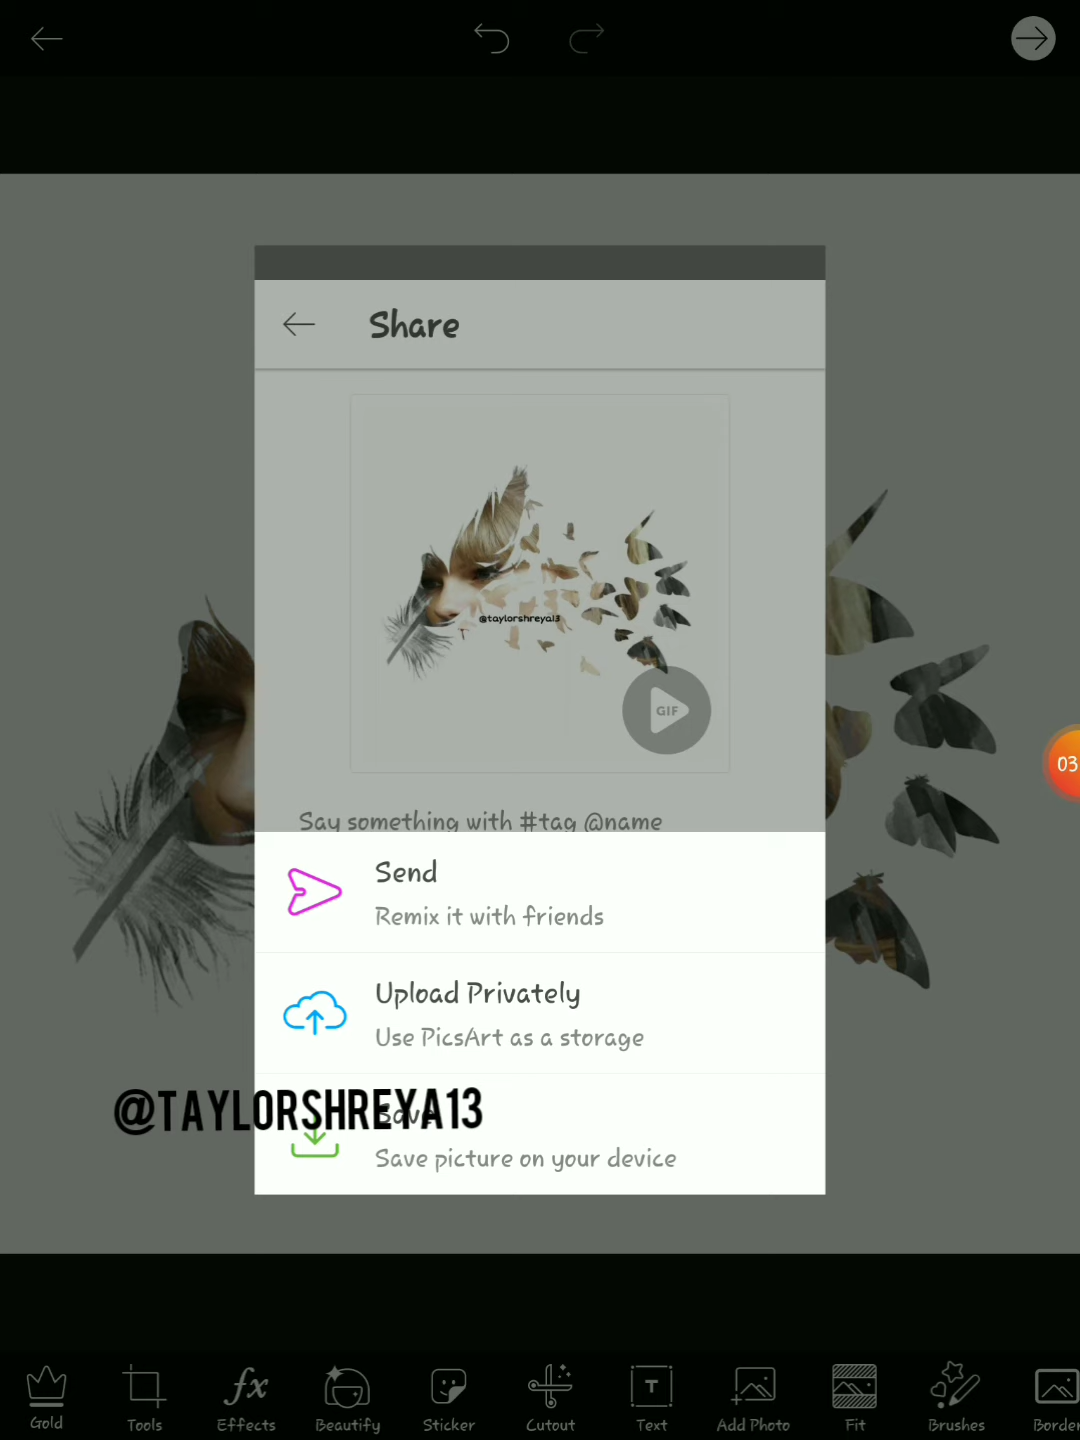 Share
@taylorshreya13
GIF
03
Say something with #tag @name
Send
Remix it with friends
Upload Privately
Use PicsArt as a storage
@TAYLORSHREYA13
Save
Save picture on your device
Gold
Tools
fx
Effects
Beautify
Sticker
Cutout
T
Text
Add Photo
Fit
Brushes
Border